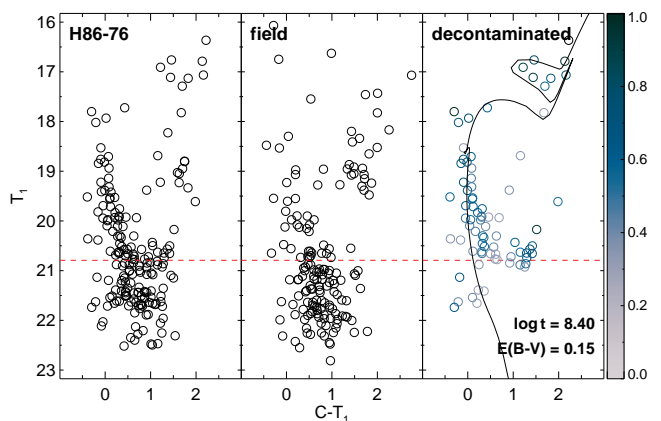 H86-76 field decontaminated
16
17
18
19
20
21
22
23
T1
0 1 2 0 1 2 0 1 2
C-T1
log t = 8.40
E(B-V) = 0.15
1.0
0.8
0.6
0.4
0.2
0.0